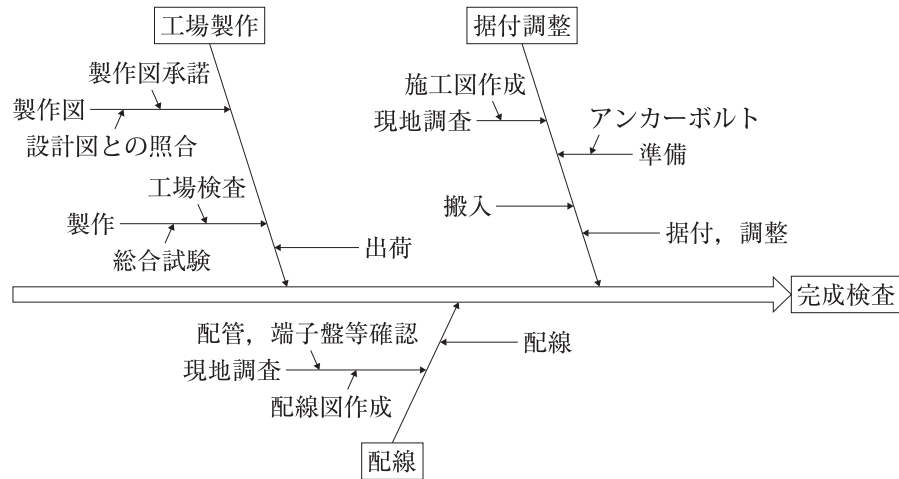 工場製作
据付調整
製作図承諾
製作図
設計図との照合
施工図作成
現地調査
アンカーボルト
準備
工場検査
製作
総合試験
搬入
出荷
据付，調整
完成検査
配管，端子盤等確認
現地調査
配線図作成
配線
配線